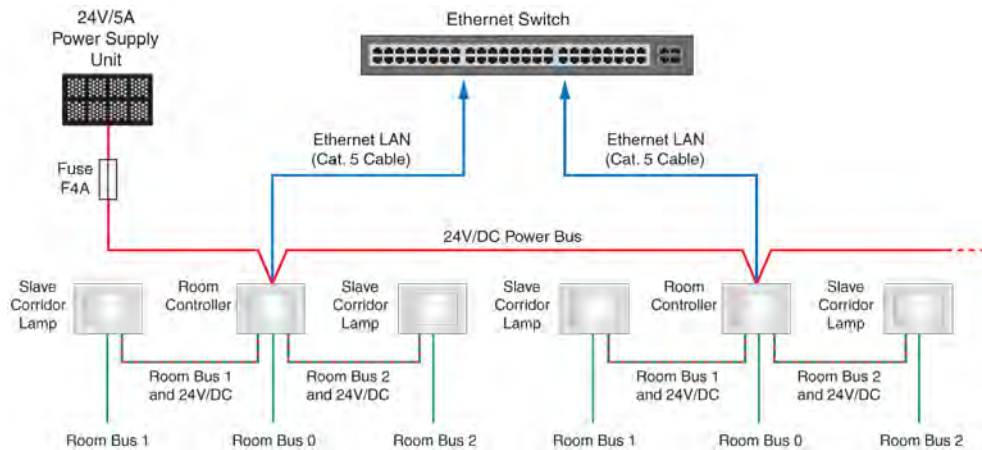 24V/5A
Power Supply
Unit
Ethernet Switch
Ethernet LAN
(Cat. 5 Cable)
Ethernet LAN
(Cat. 5 Cable)
Fuse
F4A
24V/DC Power Bus
Slave
Corridor
Lamp
Room
Controller
Slave
Corridor
Lamp
Slave
Corridor
Lamp
Room
Controller
Slave
Corridor
Lamp
Room Bus 1
and 24V/DC
Room Bus 2
and 24V/DC
Room Bus 1
and 24V/DC
Room Bus 2
and 24V/DC
Room Bus 1
Room Bus 0
Room Bus 2
Room Bus 1
Room Bus 0
Room Bus 2